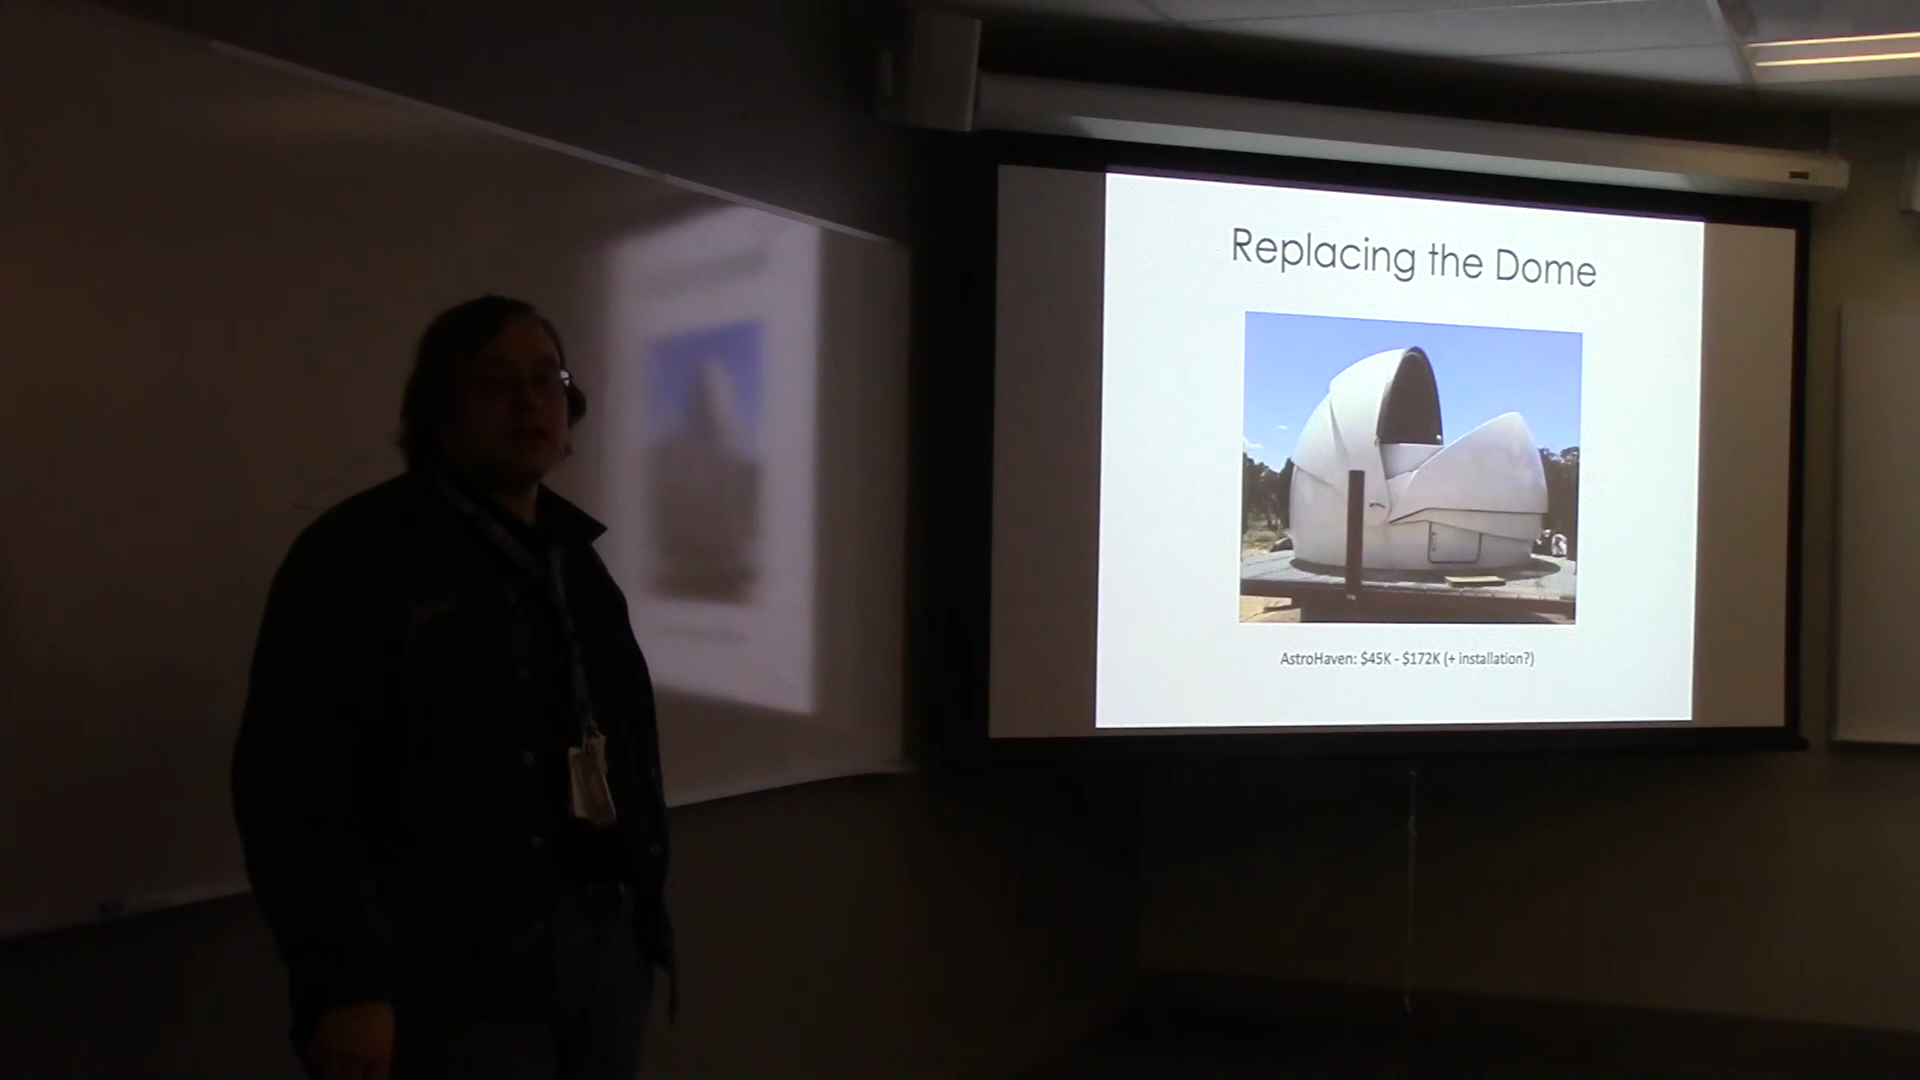 Replacing the Dome
AstroHaven: $45K - $172K (+ installation?)